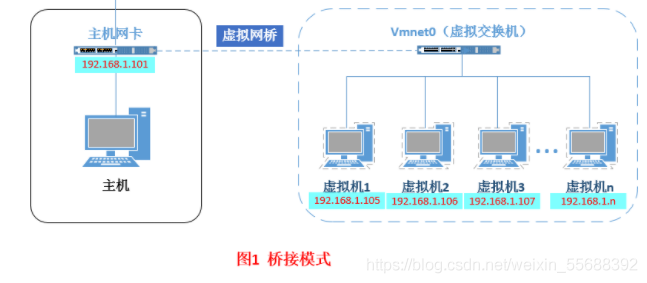 主机网卡
192.168.1.101
主机
虚拟网桥
Vmnet0（虚拟交换机）
虚拟机1
192.168.1.105
虚拟机2
192.168.1.106
虚拟机3
192.168.1.107
虚拟机n
192.168.1.n
图1 桥接模式
https://blog.csdn.net/weixin_55688392